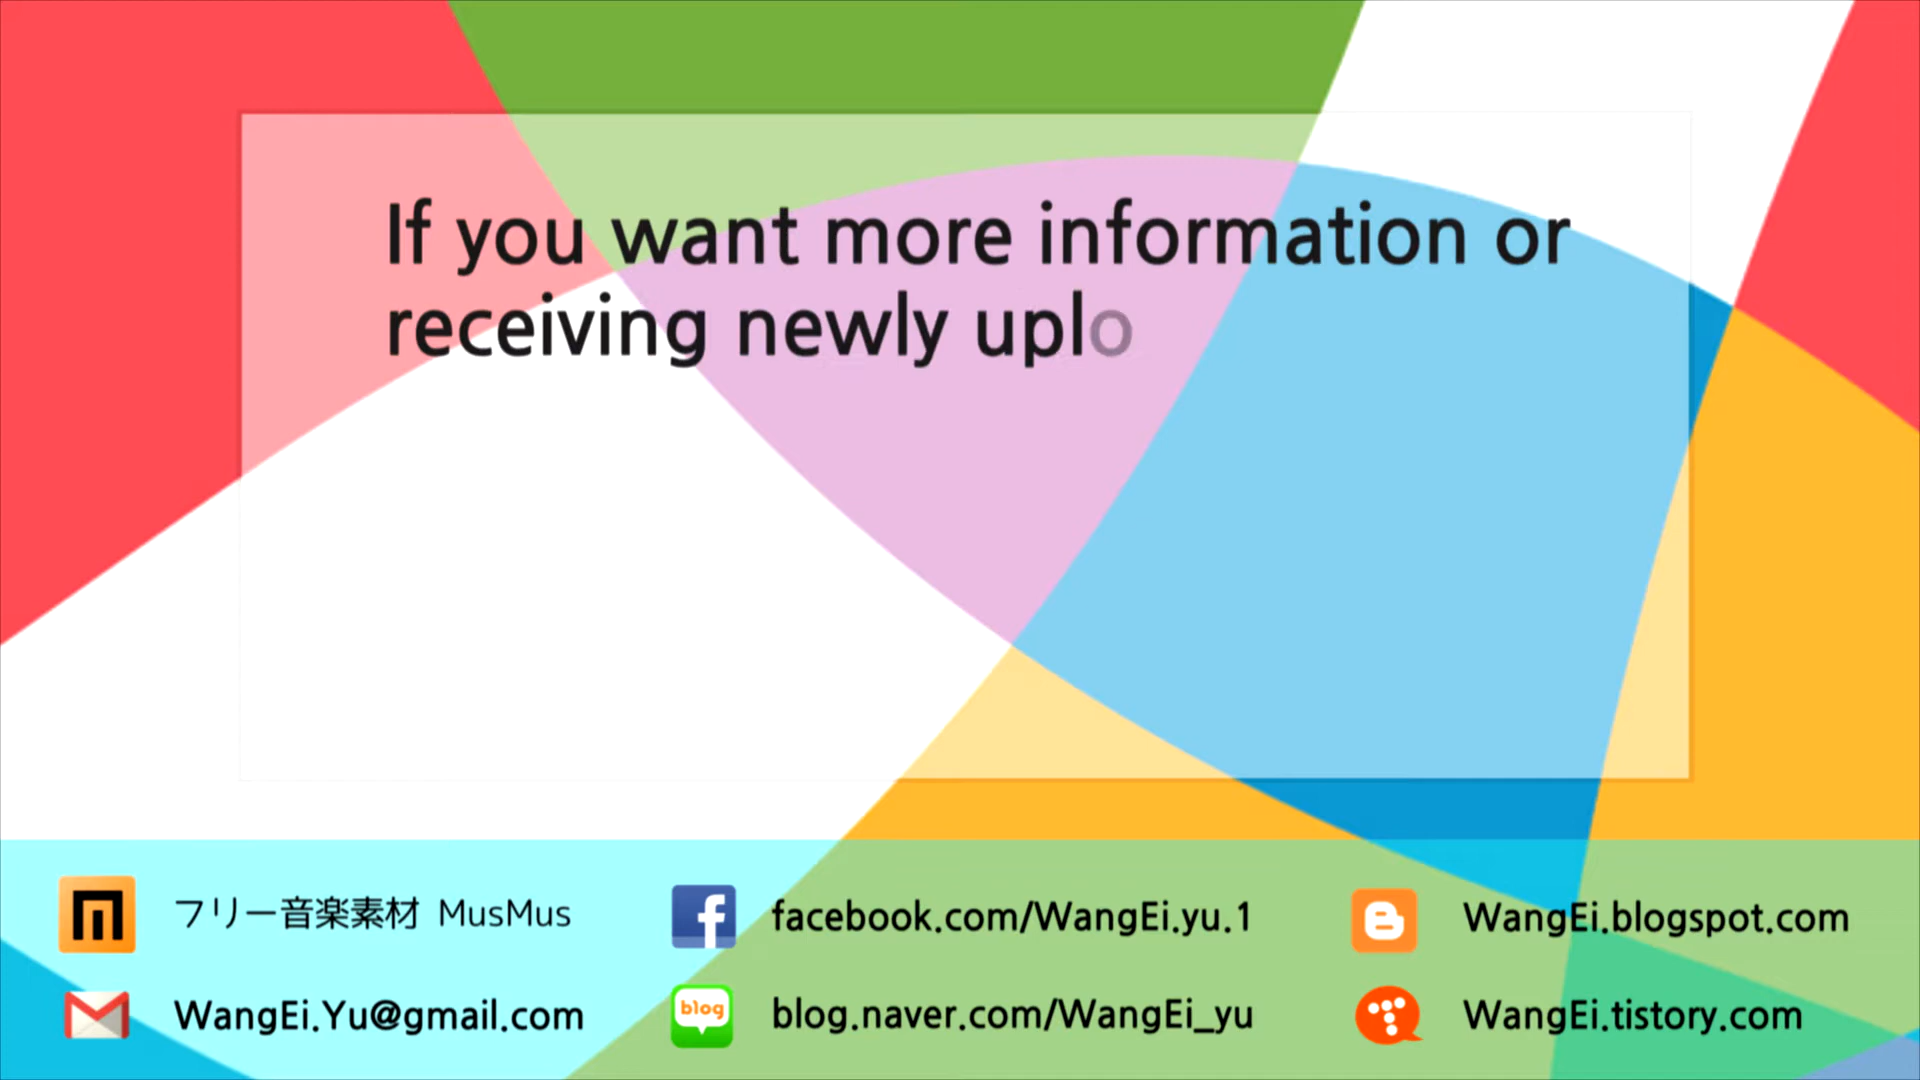 If you want more information or
receiving newly uplo
フリー音楽素材 MusMus
facebook.com/WangEi.yu.1
WangEi.blogspot.com
WangEi.Yu@gmail.com
blog
blog.naver.com/WangEi_yu
WangEi.tistory.com